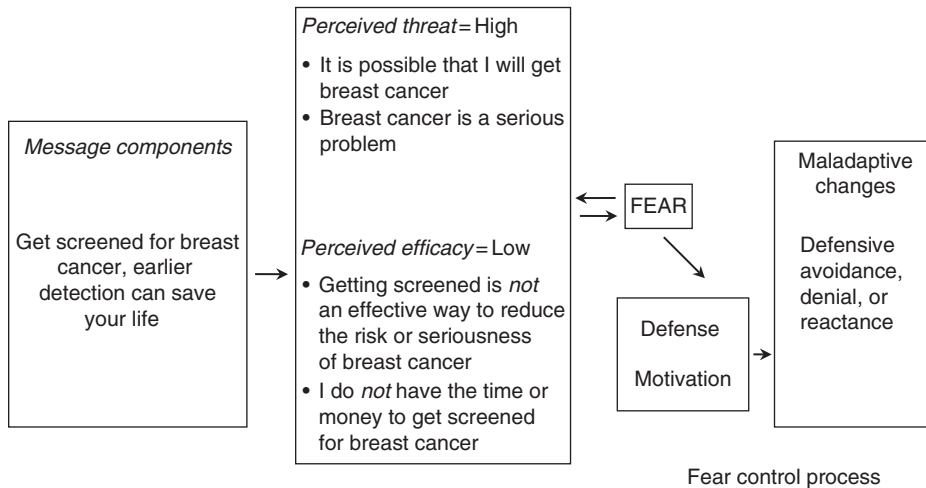 Message components
Get screened for breast
cancer, earlier
detection can save
your life
Perceived threat = High
• It is possible that I will get
breast cancer
• Breast cancer is a serious
problem
Perceived efficacy = Low
• Getting screened is not
an effective way to reduce
the risk or seriousness
of breast cancer
• I do not have the time or
money to get screened
for breast cancer
FEAR
Defense
Motivation
Maladaptive
changes
Defensive
avoidance,
denial, or
reactance
Fear control process